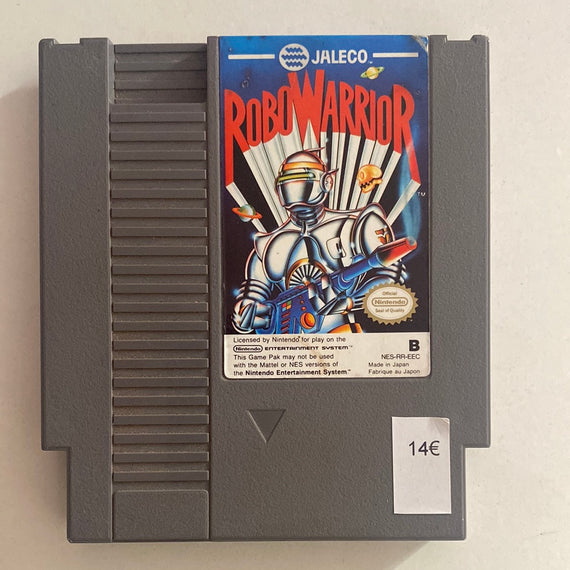 JALECO
ROBOWARRIOR
TM
Official
Nintendo
Seal of Quality
Licensed by Nintendo for play on the
Nintendo ENTERTAINMENT SYSTEM™
This Game Pak may not be used
with the Mattel or NES versions of
the Nintendo Entertainment System.
B
NES-RR-EEC
Made in Japan
Fabriqué au Japon
14€